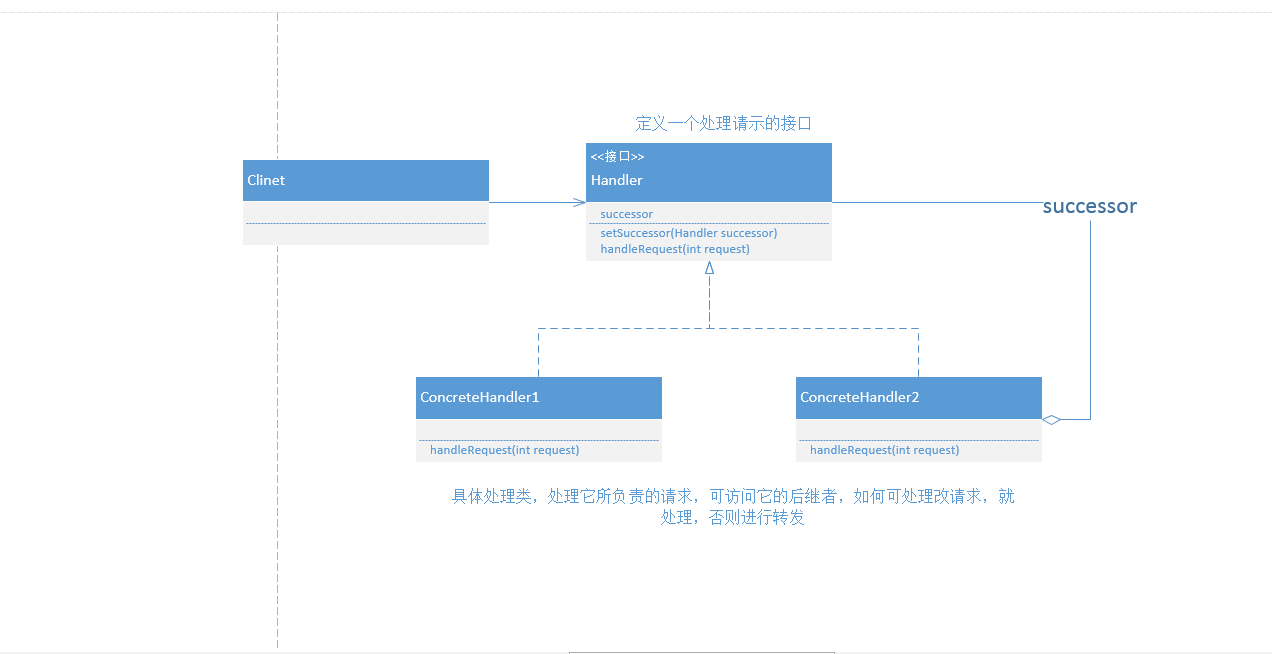 定义一个处理请示的接口
<<接口>>
Handler
successor
setSuccessor(Handler successor)
handleRequest(int request)
Clinet
successor
ConcreteHandler1
handleRequest(int request)
ConcreteHandler2
handleRequest(int request)
具体处理类，处理它所负责的请求，可访问它的后继者，如何可处理改请求，就
处理，否则进行转发